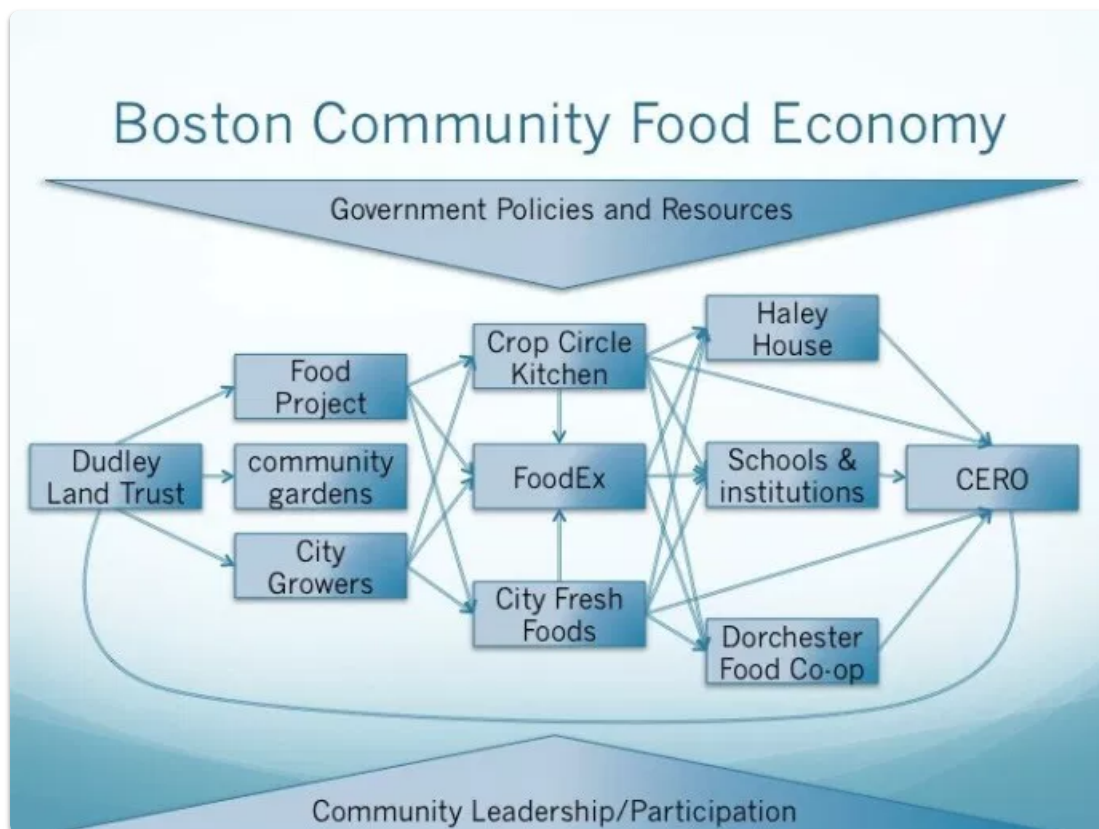 Boston Community Food Economy
Government Policies and Resources
Food
Project
Dudley
Land Trust
community
gardens
City
Growers
Crop Circle
Kitchen
FoodEx
City Fresh
Foods
Haley
House
Schools &
institutions
Dorchester
Food Co-op
CERO
Community Leadership/Participation